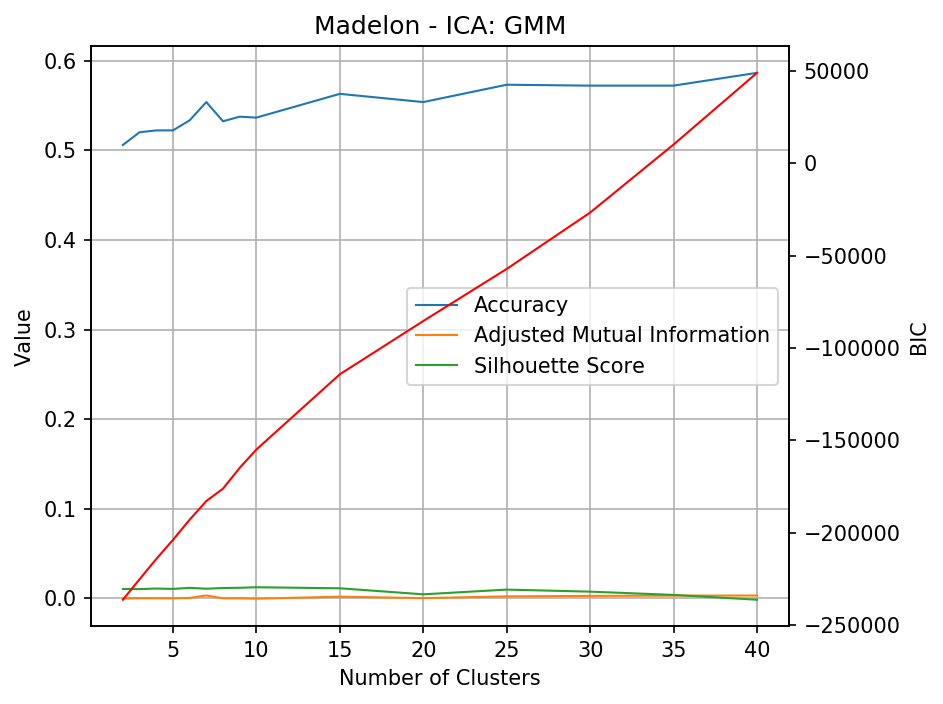 Madelon - ICA: GMM
0.6
0.5
0.4
0.3
0.2
0.1
0.0
Value
Accuracy
Adjusted Mutual Information
Silhouette Score
50000
0
−50000
−100000
−150000
−200000
−250000
BIC
5 10 15 20 25 30 35 40
Number of Clusters